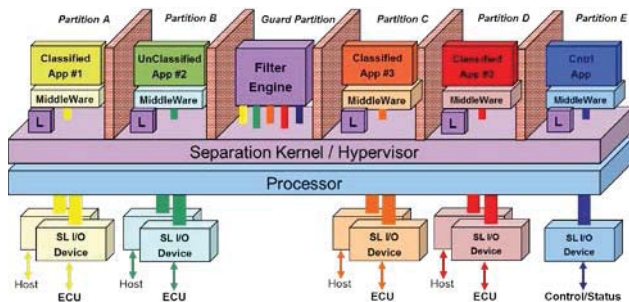 Partition A
Partition B
Guard Partition
Partition C
Partition D
Partition E
Classified
App #1
UnClassified
App #2
Filter
Engine
Classified
App #3
Classified
App #3
Cntrl
App
MiddleWare
MiddleWare
MiddleWare
MiddleWare
MiddleWare
L
L
L
L
L
Separation Kernel / Hypervisor
Processor
SL I/O
Device
SL I/O
Device
SL I/O
Device
SL I/O
Device
SL I/O
Device
Host
Host
Host
Host
ECU
ECU
ECU
ECU
Control/Status